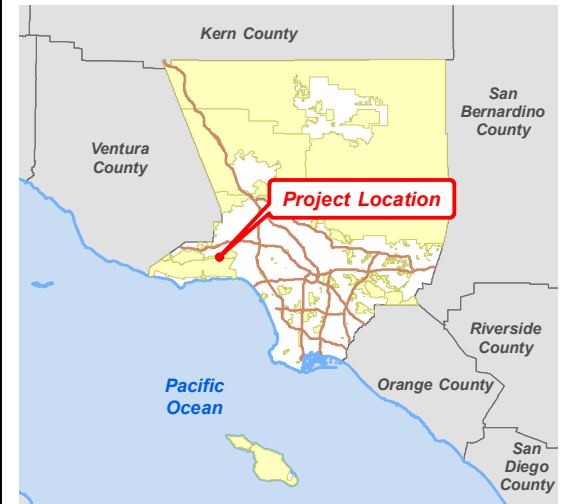 Kern County
San
Bernardino
County
Ventura
County
Project Location
Riverside
County
Pacific
Ocean
Orange County
San
Diego
County